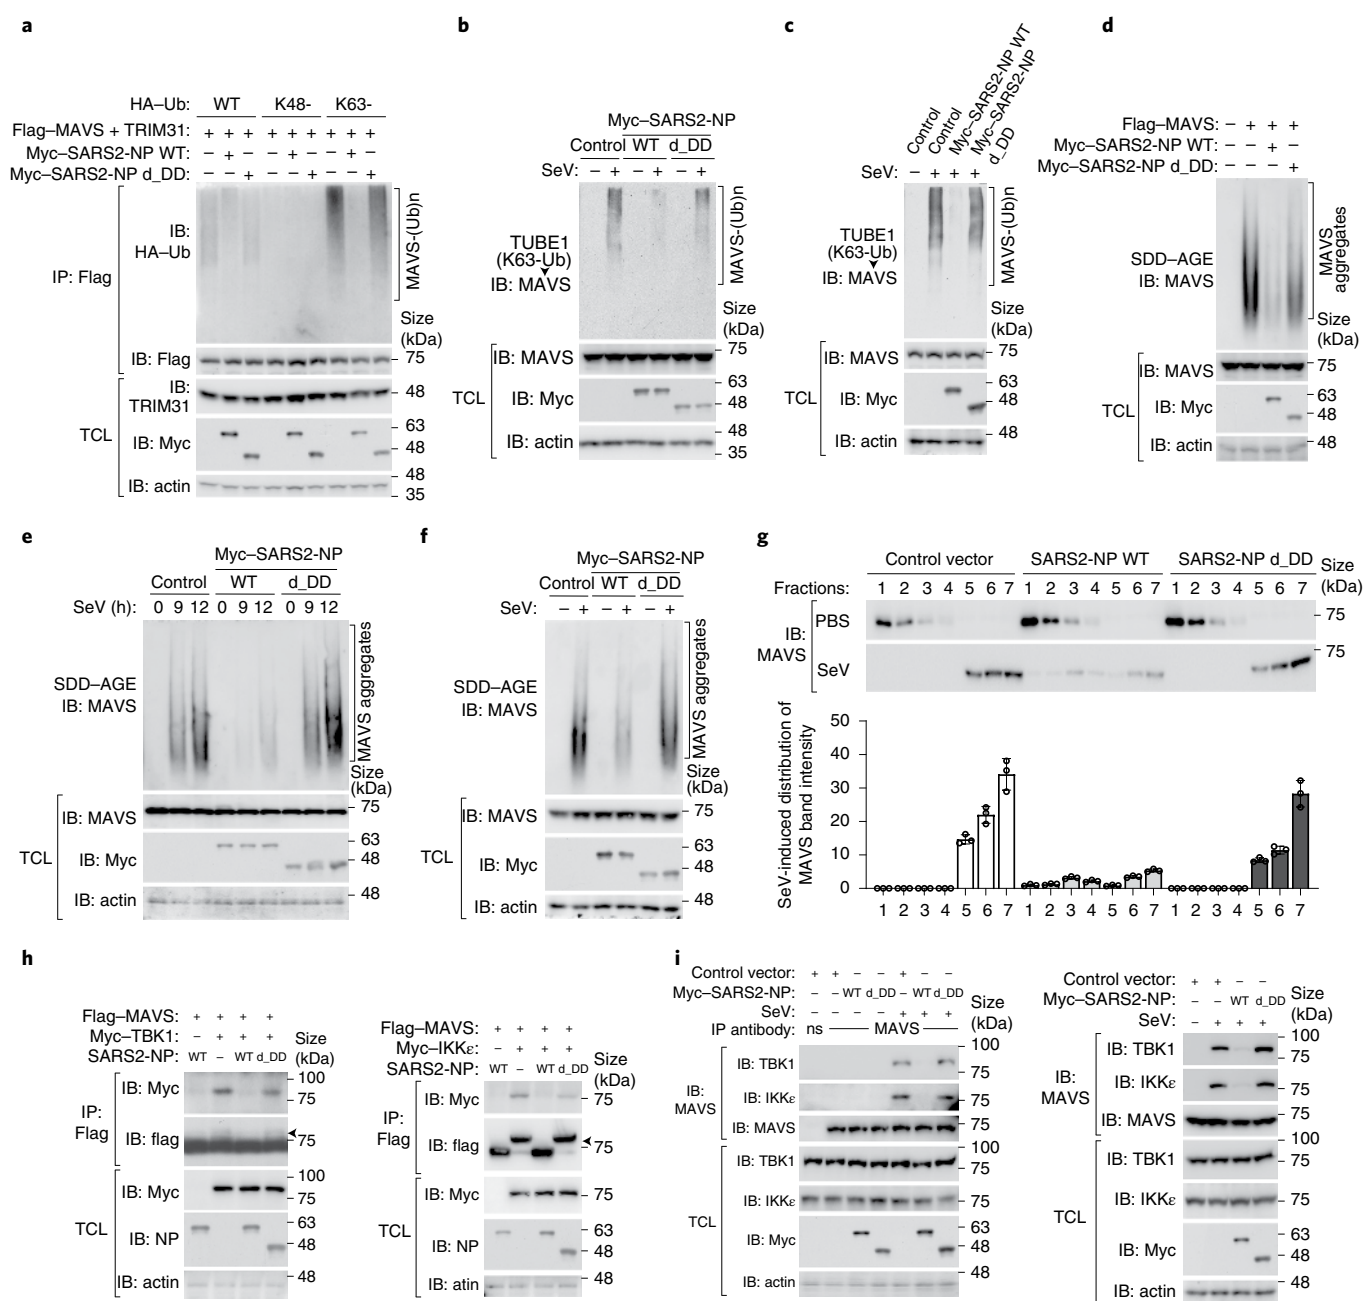 a
HA–Ub: WT K48- K63-
Flag–MAVS + TRIM31: + + + + + + + + +
Myc–SARS2-NP WT: – + – – + – – + –
Myc–SARS2-NP d_DD: – – + – – + – – +
IB:
HA–Ub
IP: Flag
MAVS-(Ub)n
Size
(kDa)
IB: Flag
75
IB:
TRIM31
48
TCL
IB: Myc
63
48
IB: actin
48
35
b
Myc–SARS2-NP
Control WT d_DD
SeV: – + – + – +
TUBE1
(K63-Ub)
IB: MAVS
MAVS-(Ub)n
Size
(kDa)
IB: MAVS
75
TCL
IB: Myc
63
48
IB: actin
48
35
c
Control
Control
Myc–SARS2-NP WT
Myc–SARS2-NP
d_DD
SeV: – + + +
TUBE1
(K63-Ub)
IB: MAVS
MAVS-(Ub)n
Size
(kDa)
IB: MAVS
75
TCL
IB: Myc
63
48
IB: actin
48
d
Flag–MAVS: – + + +
Myc–SARS2-NP WT: – – + –
Myc–SARS2-NP d_DD: – – – +
SDD–AGE
IB: MAVS
MAVS
aggregates
Size
(kDa)
IB: MAVS
75
TCL
IB: Myc
63
48
IB: actin
48
e
Myc–SARS2-NP
Control WT d_DD
SeV (h): 0 9 12 0 9 12 0 9 12
SDD–AGE
IB: MAVS
MAVS aggregates
Size
(kDa)
IB: MAVS
75
TCL
IB: Myc
63
48
IB: actin
48
f
Myc–SARS2-NP
Control WT d_DD
SeV: – + – + – +
SDD–AGE
IB: MAVS
MAVS aggregates
Size
(kDa)
IB: MAVS
75
TCL
IB: Myc
63
48
IB: actin
48
g
Control vector SARS2-NP WT SARS2-NP d_DD Size
(kDa)
Fractions: 1 2 3 4 5 6 7 1 2 3 4 5 6 7 1 2 3 4 5 6 7
IB:
MAVS
PBS
75
SeV
75
SeV-induced distribution of
MAVS band intensity
50
40
30
20
10
0
1 2 3 4 5 6 7 1 2 3 4 5 6 7 1 2 3 4 5 6 7
h
Flag–MAVS: + + + +
Myc–TBK1: – + + +
SARS2-NP: WT – WT d_DD
Size
(kDa)
IP:
Flag
IB: Myc
100
75
IB: flag
75
TCL
IB: Myc
100
75
IB: NP
63
48
IB: actin
48
Flag–MAVS: + + + +
Myc–IKKε: – + + +
SARS2-NP: WT – WT d_DD
Size
(kDa)
IP:
Flag
IB: Myc
75
IB: flag
75
TCL
IB: Myc
75
IB: NP
63
48
IB: atin
48
i
Control vector: + + – – + – –
Myc–SARS2-NP: – – WT d_DD – WT d_DD
SeV: – – – – + + +
IP antibody: ns MAVS
Size
(kDa)
IB:
MAVS
IB: TBK1
100
75
IB: IKKε
75
IB: MAVS
75
TCL
IB: TBK1
100
75
IB: IKKε
75
IB: Myc
63
48
IB: actin
48
Control vector: + + – –
Myc–SARS2-NP: – – WT d_DD
SeV: – + + +
Size
(kDa)
IB:
MAVS
IB: TBK1
100
75
IB: IKKε
75
IB: MAVS
75
TCL
IB: TBK1
100
75
IB: IKKε
75
IB: Myc
63
48
IB: actin
48